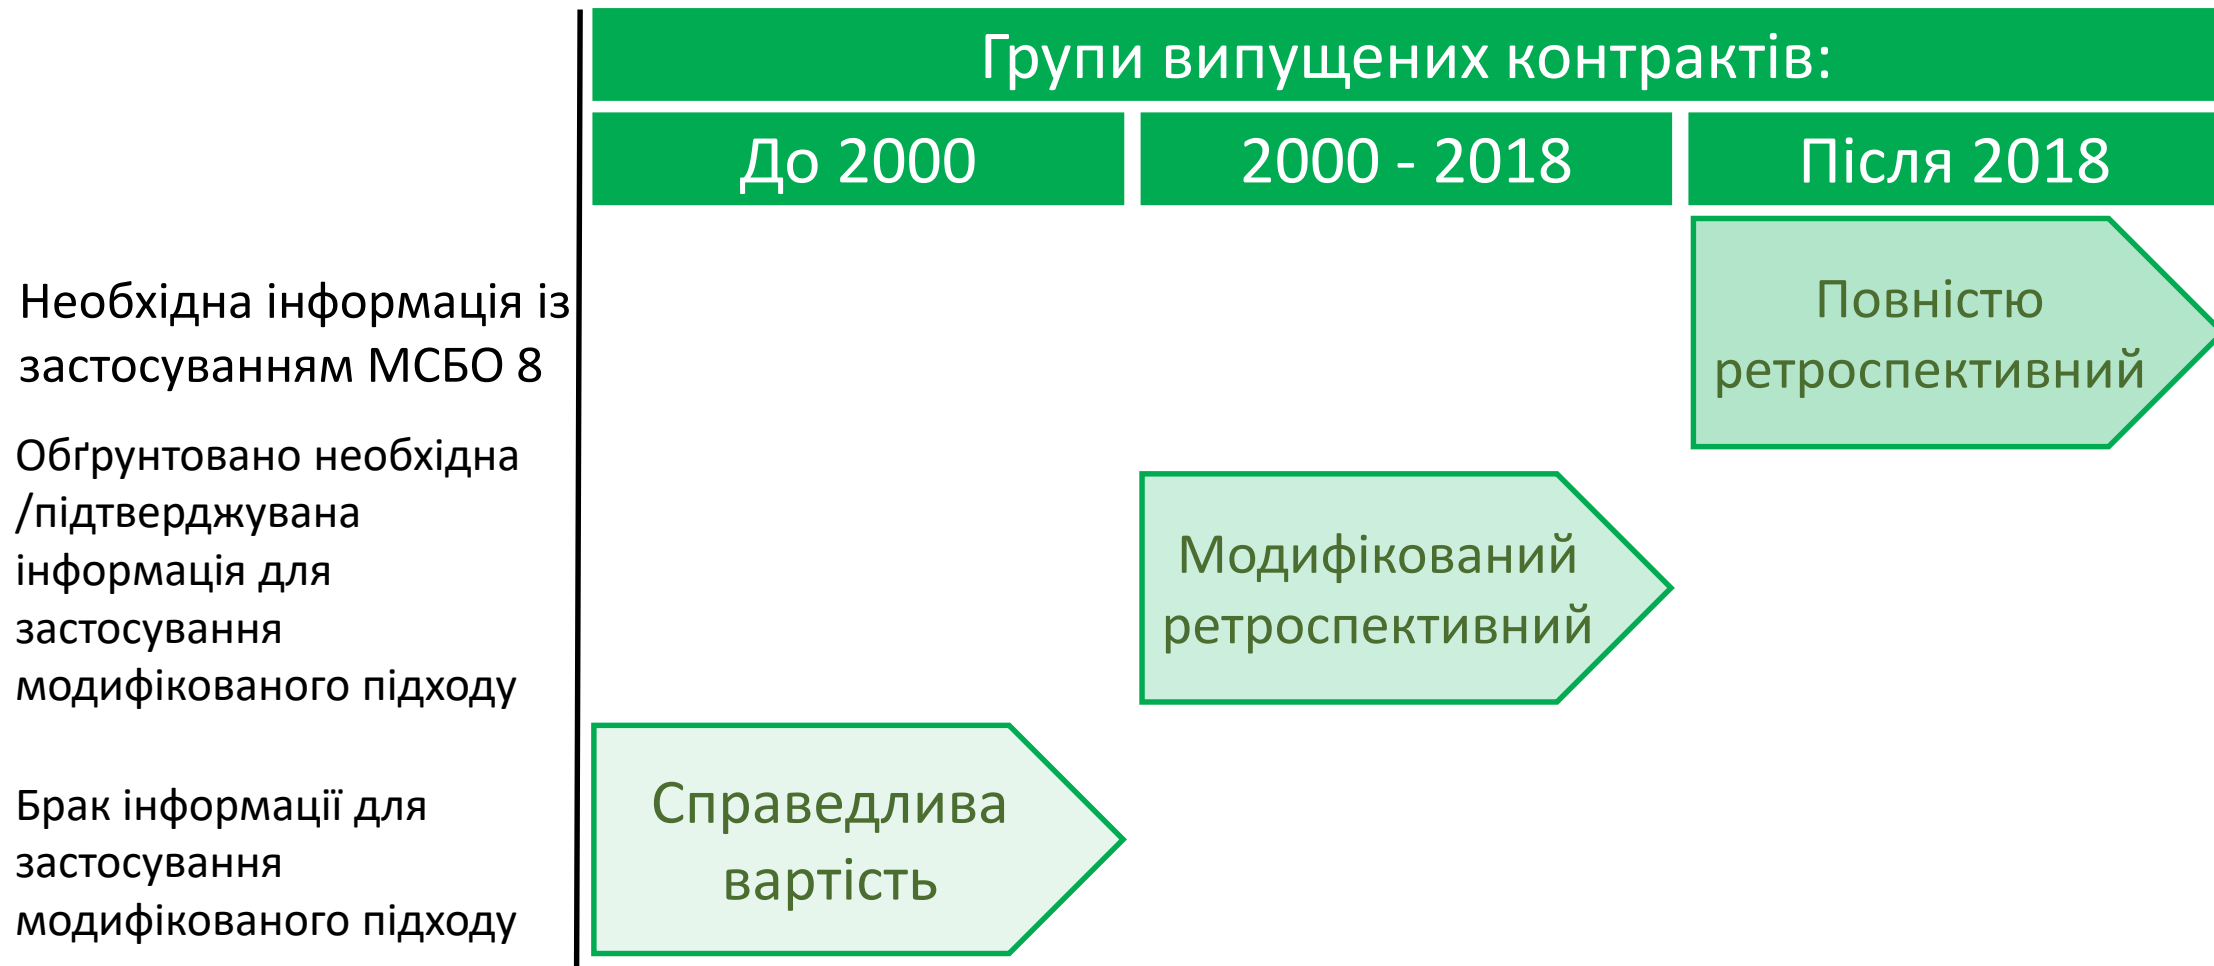 Групи випущених контрактів:
До 2000
2000 - 2018
Після 2018
Необхідна інформація із
застосуванням МСБО 8
Повністю
ретроспективний
Обґрунтовано необхідна
/підтверджувана
інформація для
застосування
модифікованого підходу
Модифікований
ретроспективний
Брак інформації для
застосування
модифікованого підходу
Справедлива
вартість